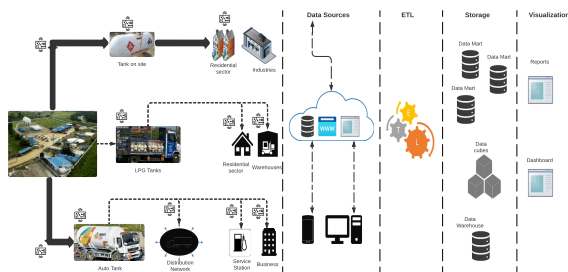 Data Sources
ETL
Storage
Visualization
Tank on site
Residential
sector
Industries
Data Mart
Data Mart
Data Mart
Reports
WWW
E
T
L
LPG Tanks
Residential
sector
Warehouses
Data
cubes
Dashboard
Auto Tank
Distribution
Network
Service
Station
Business
Data
Warehouse